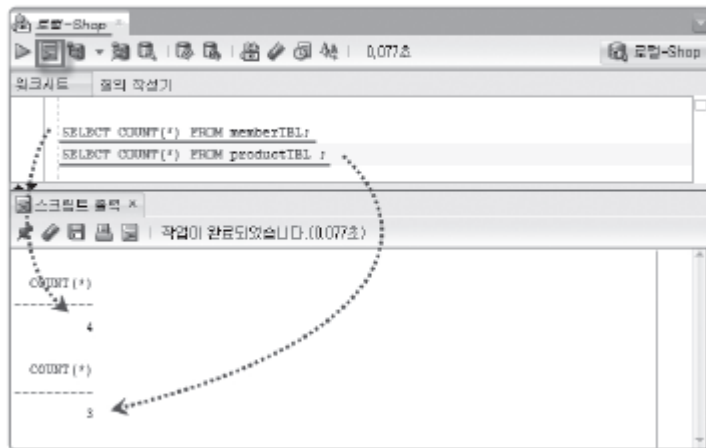 로컬-Shop
0,077초
로컬-Shop
워크시트 질의 작성기
SELECT COUNT(*) FROM memberTBL;
SELECT COUNT(*) FROM productTBL ;
스크립트 출력 ×
작업이 완료되었습니다.(0,077초)
COUNT(*)
4
COUNT(*)
3